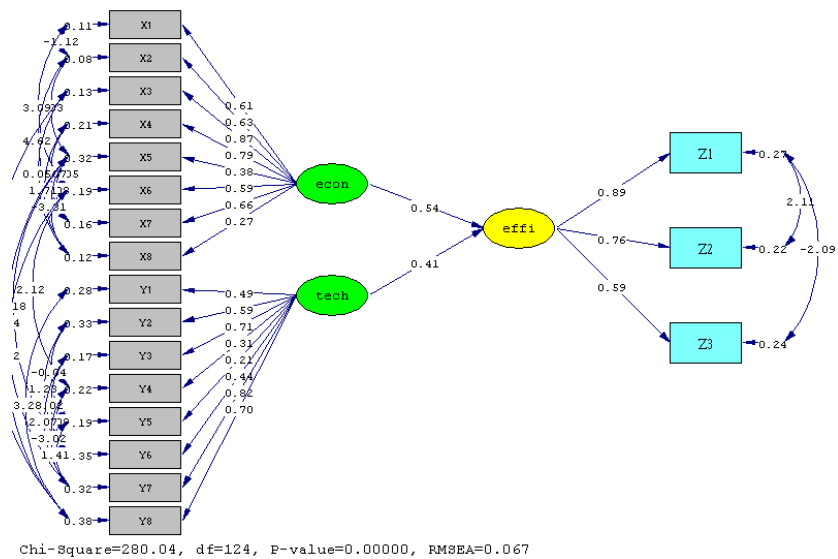 0.11 X1
-1.12
0.08 X2
0.13 X3
0.21 X4
4.62
0.32 X5
0.19 X6
-3.31
0.16 X7
0.12 X8
2.12
0.28 Y1
18
4
0.33 Y2
2
0.17 Y3
-0.64
0.22 Y4
0.19 Y5
-3.02
1.41
.35 Y6
0.32 Y7
0.38 Y8
0.61
0.63
0.87
0.79
0.38
0.59
0.66
0.27
econ
tech
0.49
0.59
0.71
0.31
0.21
0.44
0.82
0.70
0.54
0.41
effi
0.89
0.76
0.59
Z1 0.27
2.11
Z2 0.22
-2.09
Z3 0.24
Chi-Square=280.04, df=124, P-value=0.00000, RMSEA=0.067